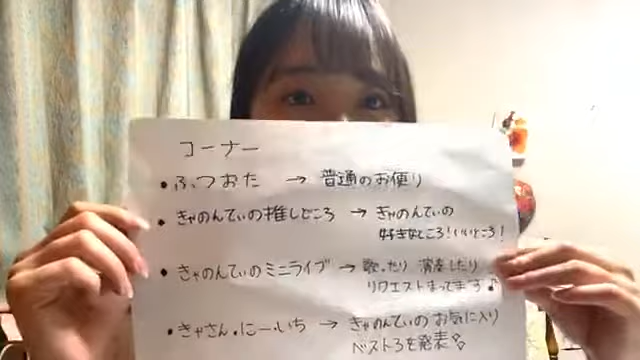 コーナー
• ふつおた → 普通のお便り
• きゃのんてぃの推しどころ → きゃのんてぃの
好きなところ!いいところ!
• きゃのんてぃのミニライブ → 歌ったり 演奏したり
リクエストまってます♪
• きゃさん.にーいち → きゃのんてぃのお気に入り
ベスト3を発表